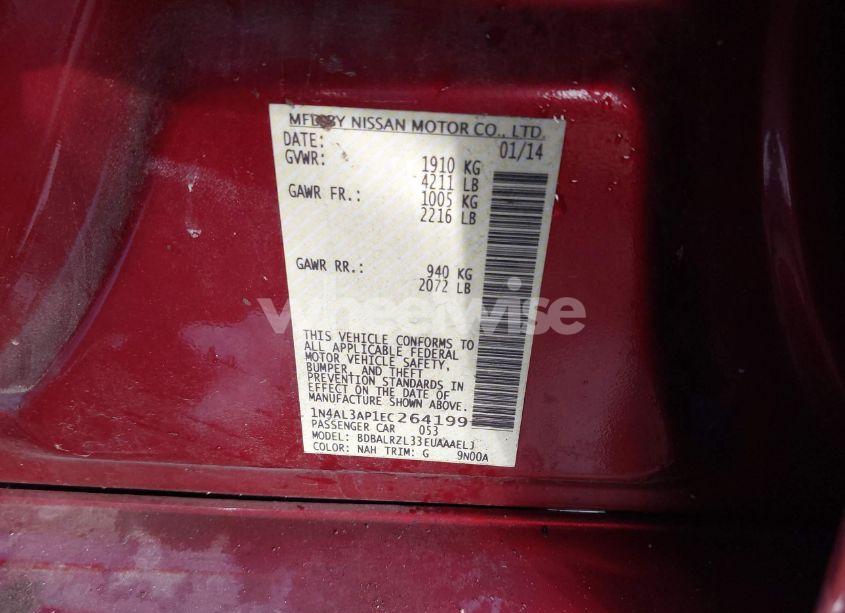 MFD BY NISSAN MOTOR CO., LTD.
DATE: 01/14
GVWR: 1910 KG
4211 LB
GAWR FR.: 1005 KG
2216 LB
GAWR RR.: 940 KG
2072 LB
wheelwise
THIS VEHICLE CONFORMS TO
ALL APPLICABLE FEDERAL
MOTOR VEHICLE SAFETY,
BUMPER, AND THEFT
PREVENTION STANDARDS IN
EFFECT ON THE DATE OF
MANUFACTURE SHOWN ABOVE.
1N4AL3AP1EC264199
PASSENGER CAR 053
MODEL: BDBALRZL33EUAAAELJ
COLOR: NAH TRIM: G 9N00A